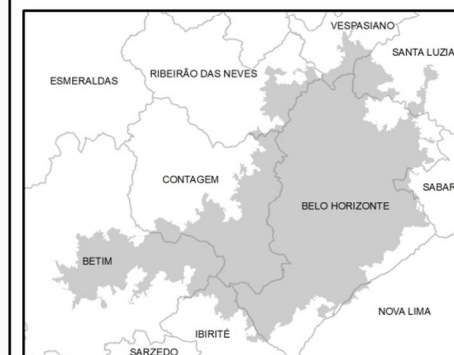 VESPASIANO
SANTA LUZIA
RIBEIRÃO DAS NEVES
ESMERALDAS
CONTAGEM
SABAR
BELO HORIZONTE
BETIM
NOVA LIMA
IBIRITÉ
SARZEDO